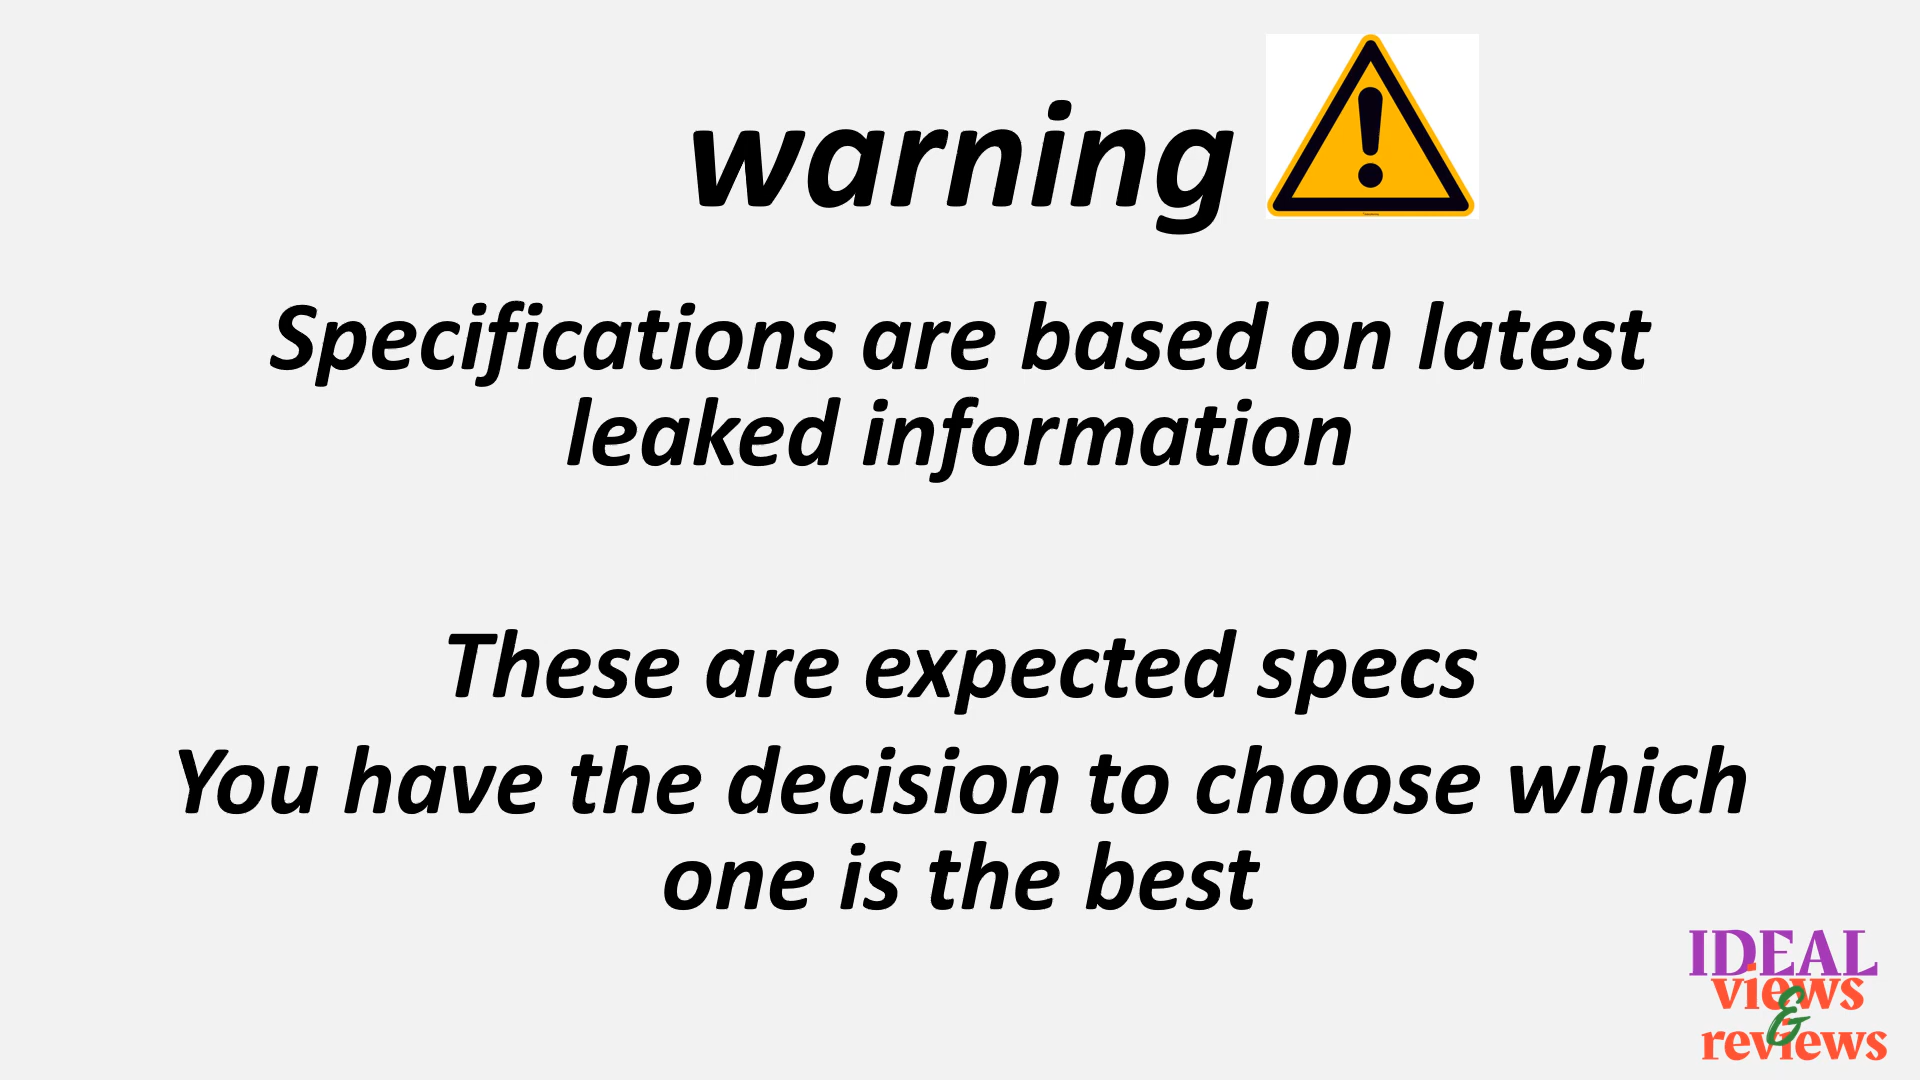 warning
Specifications are based on latest
leaked information
These are expected specs
You have the decision to choose which
one is the best
IDEAL
views
&
reviews